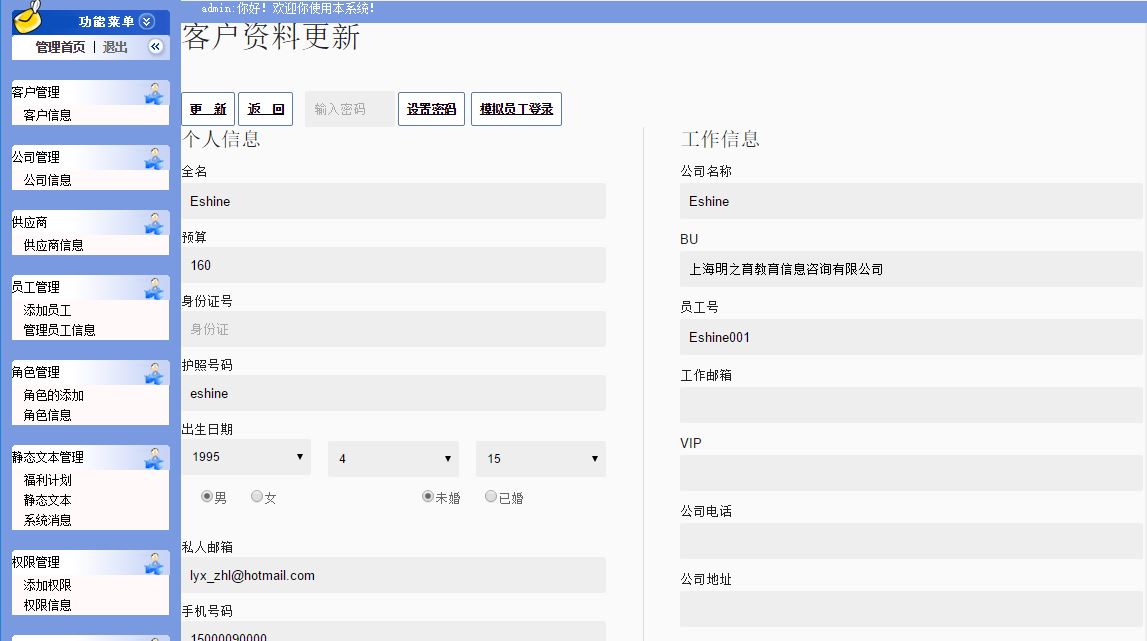 admin:你好! 欢迎你使用本系统!
功能菜单
管理首页 | 退出
客户管理
客户信息
公司管理
公司信息
供应商
供应商信息
员工管理
添加员工
管理员工信息
角色管理
角色的添加
角色信息
静态文本管理
福利计划
静态文本
系统消息
权限管理
添加权限
权限信息
客户资料更新
更 新 返 回 输入密码 设置密码 模拟员工登录
个人信息
全名
Eshine
预算
160
身份证号
身份证
护照号码
eshine
出生日期
1995 4 15
男 女 未婚 已婚
私人邮箱
lyx_zhl@hotmail.com
手机号码
15000090000
工作信息
公司名称
Eshine
BU
上海明之育教育信息咨询有限公司
员工号
Eshine001
工作邮箱
VIP
公司电话
公司地址